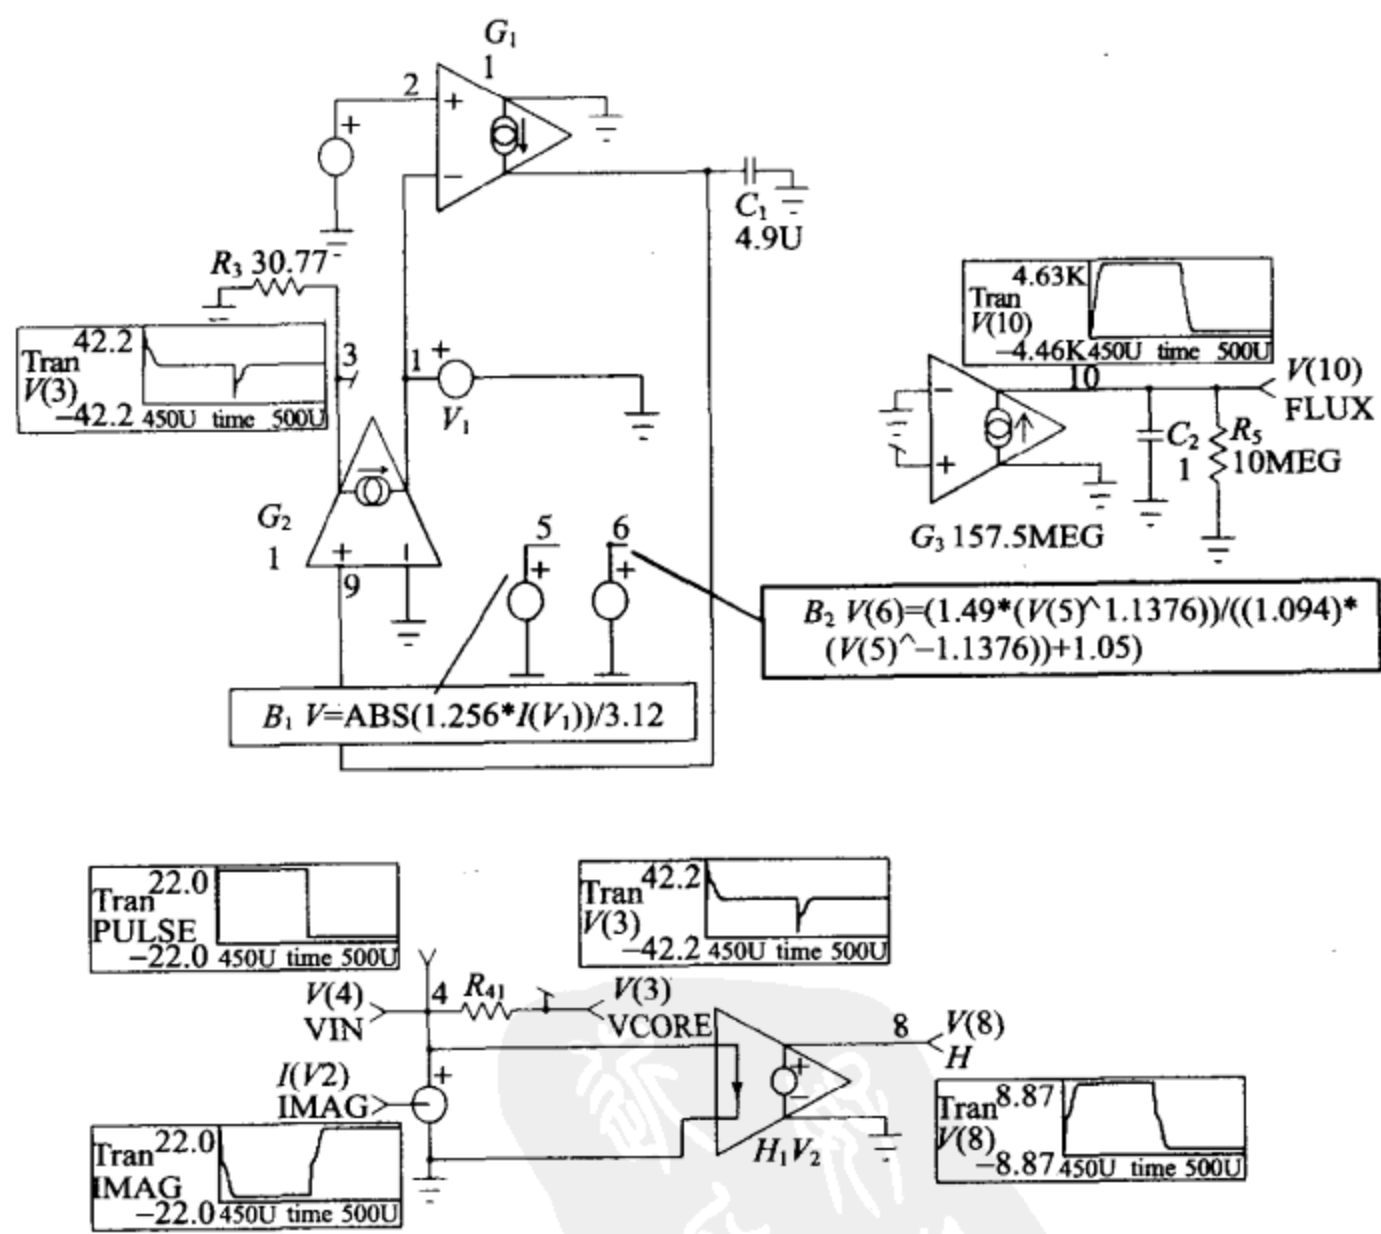 G₁
1
2
+
+
−
C₁
4.9U
R₃ 30.77
42.2
Tran
V(3)
−42.2 450U time 500U
3
1
+
V₁
G₂
1
+
−
9
5
+
6
+
4.63K
Tran
V(10)
−4.46K 450U time 500U
10
V(10)
FLUX
−
+
C₂
1
R₅
10MEG
G₃ 157.5MEG
B₂ V(6)=(1.49*(V(5)^1.1376))/((1.094)*
(V(5)^−1.1376))+1.05)
B₁ V=ABS(1.256*I(V₁))/3.12
22.0
Tran
PULSE
−22.0 450U time 500U
42.2
Tran
V(3)
−42.2 450U time 500U
V(4)
VIN
4
R₄₁
V(3)
VCORE
8
V(8)
H
I(V2)
IMAG
+
+
−
H₁V₂
22.0
Tran
IMAG
−22.0 450U time 500U
8.87
Tran
V(8)
−8.87 450U time 500U